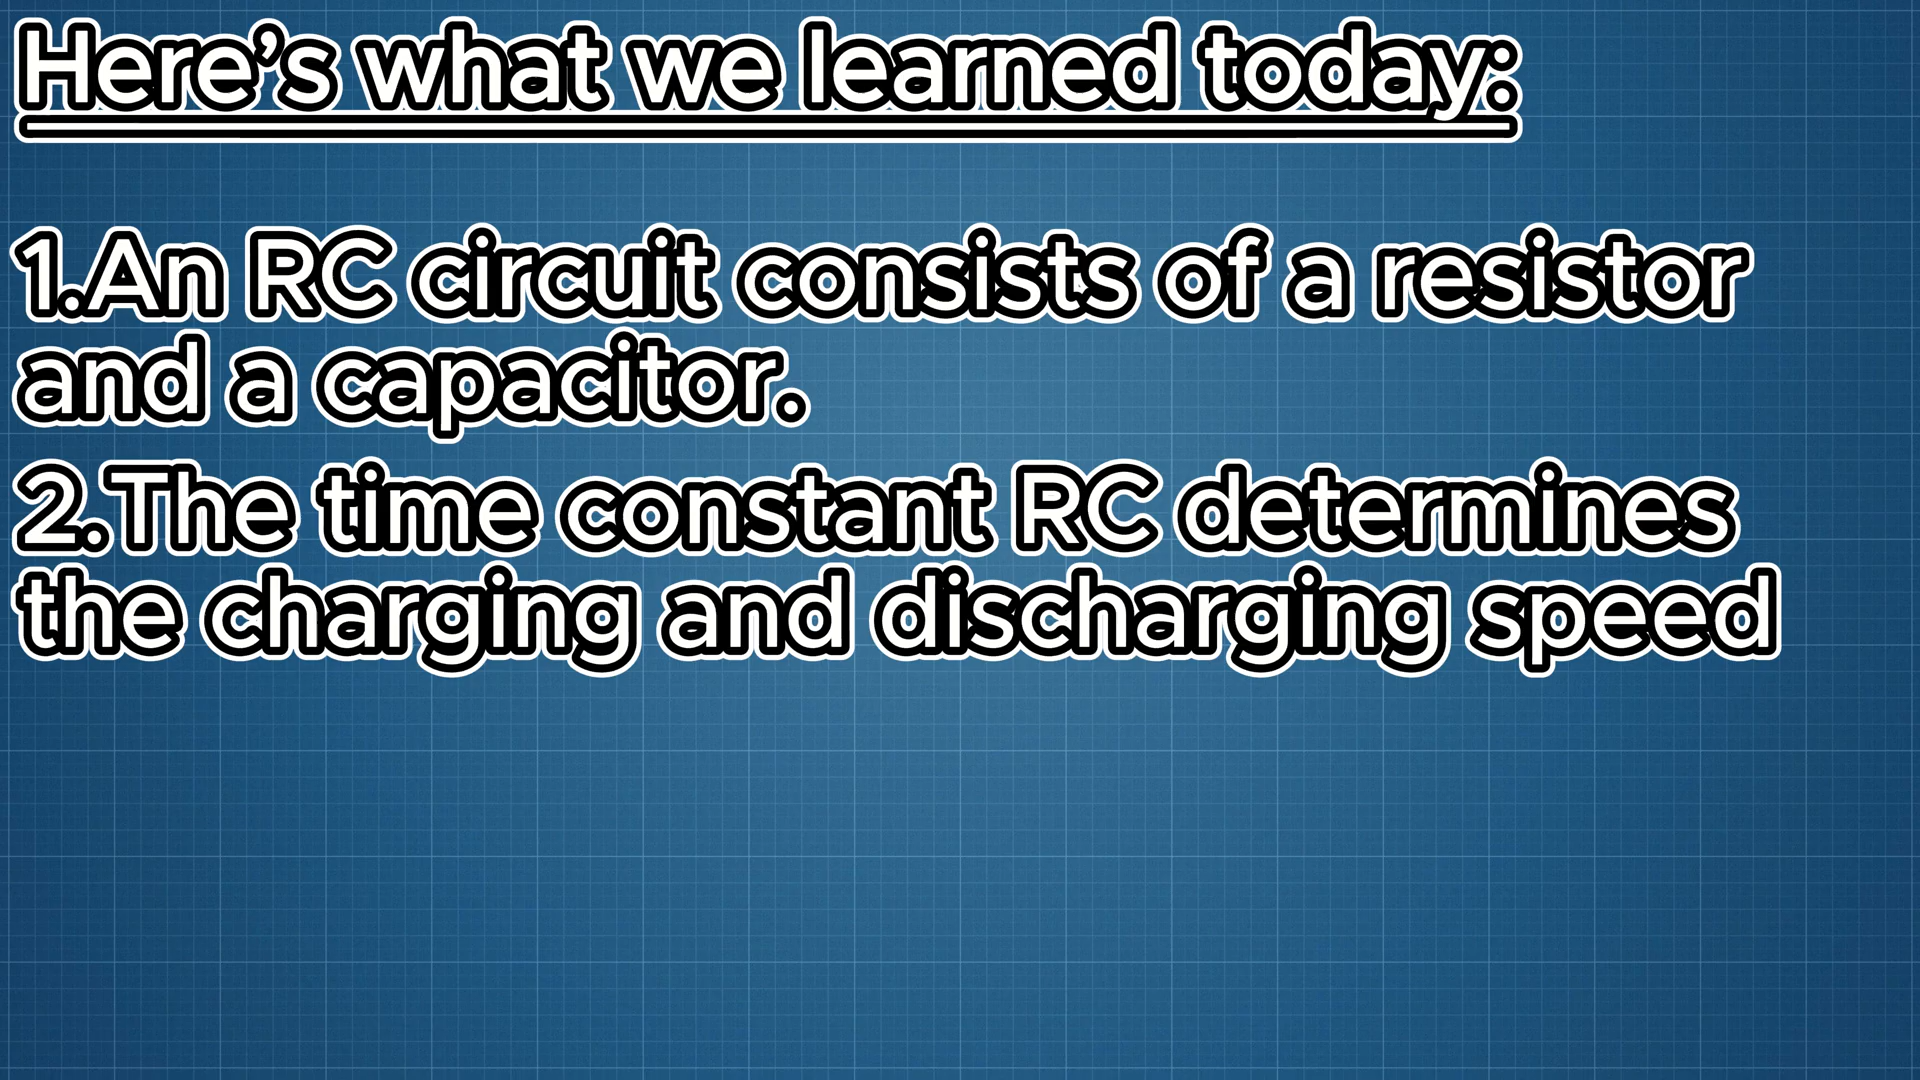 Here’s what we learned today:
1.An RC circuit consists of a resistor
and a capacitor.
2.The time constant RC determines
the charging and discharging speed